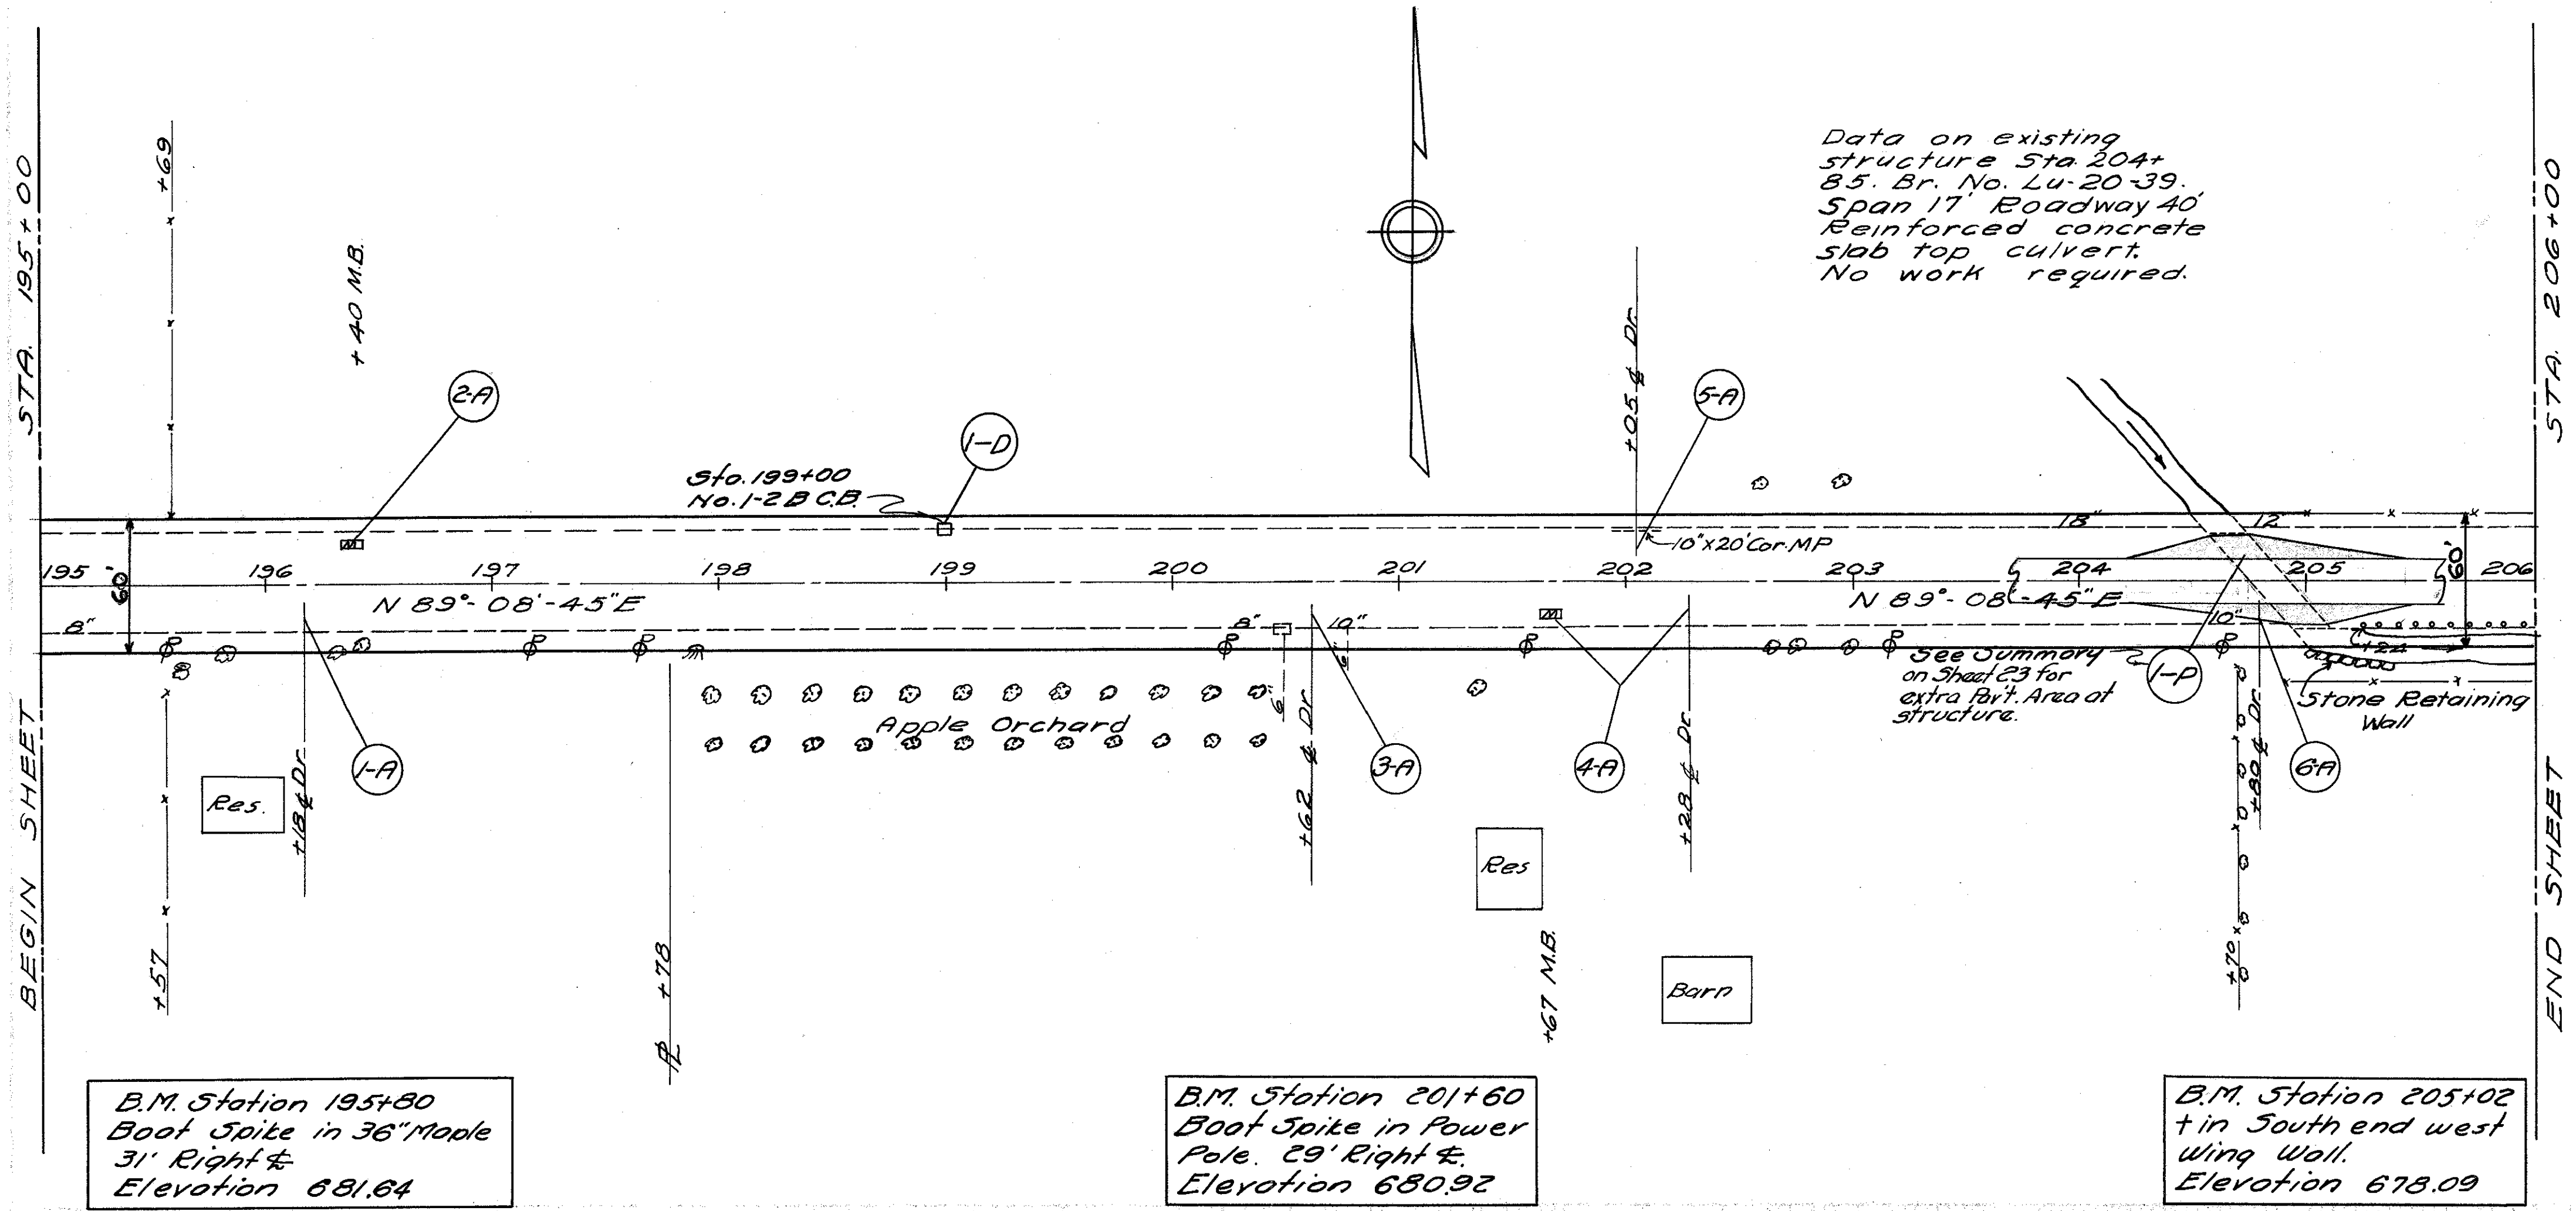 STA. 195+00
BEGIN SHEET
+69
+40 M.B.
2-A
Sta. 199+00
No. 1-2 B C.B.
1-D
+05 ℄ Dr.
5-A
10"x20' Cor. M.P.
Data on existing
structure Sta. 204+
85. Br. No. Lu-20-39.
Span 17' Roadway 40'
Reinforced concrete
slab top culvert.
No work required.
18"
12"
STA. 206+00
END SHEET
195
196
197
198
199
200
201
202
203
204
205
206
60'
60'
N 89°-08'-45"E
N 89°-08'-45"E
8"
8"
10"
6"
6"
10"
+24
See Summary
on Sheet 23 for
extra Pav't. Area at
structure.
1-P
Stone Retaining
Wall
Apple Orchard
1-A
3-A
4-A
6-A
Res.
+18 ℄ Dr.
+57
+78
PL
+62 ℄ Dr.
Res
+67 M.B.
+28 ℄ Dr.
Barn
+70
+80 ℄ Dr.
B.M. Station 195+80
Boat Spike in 36" Maple
31' Right ℄
Elevation 681.64
B.M. Station 201+60
Boat Spike in Power
Pole. 29' Right ℄.
Elevation 680.92
B.M. Station 205+02
+ in South end west
Wing Wall.
Elevation 678.09